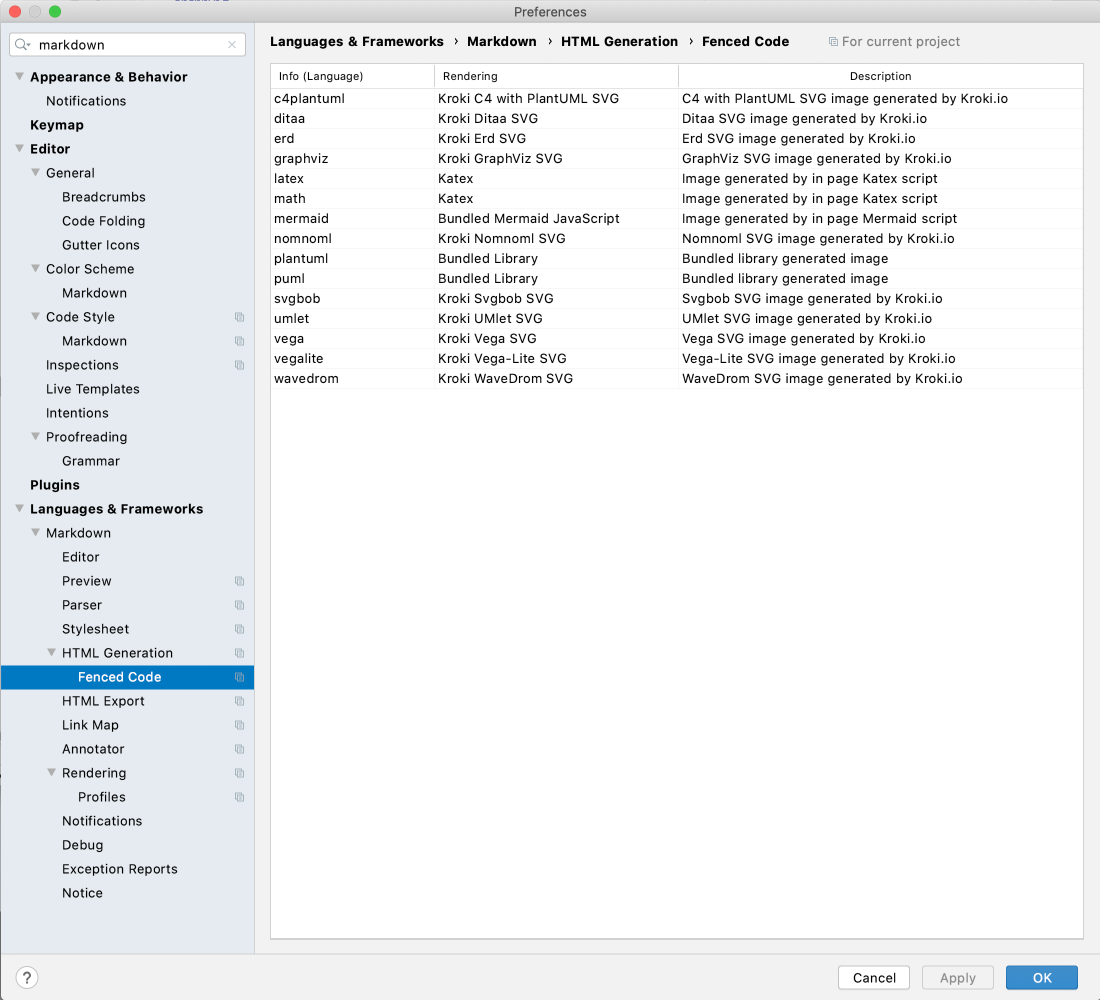 Preferences
markdown
Appearance & Behavior
Notifications
Keymap
Editor
General
Breadcrumbs
Code Folding
Gutter Icons
Color Scheme
Markdown
Code Style
Markdown
Inspections
Live Templates
Intentions
Proofreading
Grammar
Plugins
Languages & Frameworks
Markdown
Editor
Preview
Parser
Stylesheet
HTML Generation
Fenced Code
HTML Export
Link Map
Annotator
Rendering
Profiles
Notifications
Debug
Exception Reports
Notice
Languages & Frameworks › Markdown › HTML Generation › Fenced Code For current project
Info (Language) Rendering Description
c4plantuml Kroki C4 with PlantUML SVG C4 with PlantUML SVG image generated by Kroki.io
ditaa Kroki Ditaa SVG Ditaa SVG image generated by Kroki.io
erd Kroki Erd SVG Erd SVG image generated by Kroki.io
graphviz Kroki GraphViz SVG GraphViz SVG image generated by Kroki.io
latex Katex Image generated by in page Katex script
math Katex Image generated by in page Katex script
mermaid Bundled Mermaid JavaScript Image generated by in page Mermaid script
nomnoml Kroki Nomnoml SVG Nomnoml SVG image generated by Kroki.io
plantuml Bundled Library Bundled library generated image
puml Bundled Library Bundled library generated image
svgbob Kroki Svgbob SVG Svgbob SVG image generated by Kroki.io
umlet Kroki UMlet SVG UMlet SVG image generated by Kroki.io
vega Kroki Vega SVG Vega SVG image generated by Kroki.io
vegalite Kroki Vega-Lite SVG Vega-Lite SVG image generated by Kroki.io
wavedrom Kroki WaveDrom SVG WaveDrom SVG image generated by Kroki.io
? Cancel Apply OK